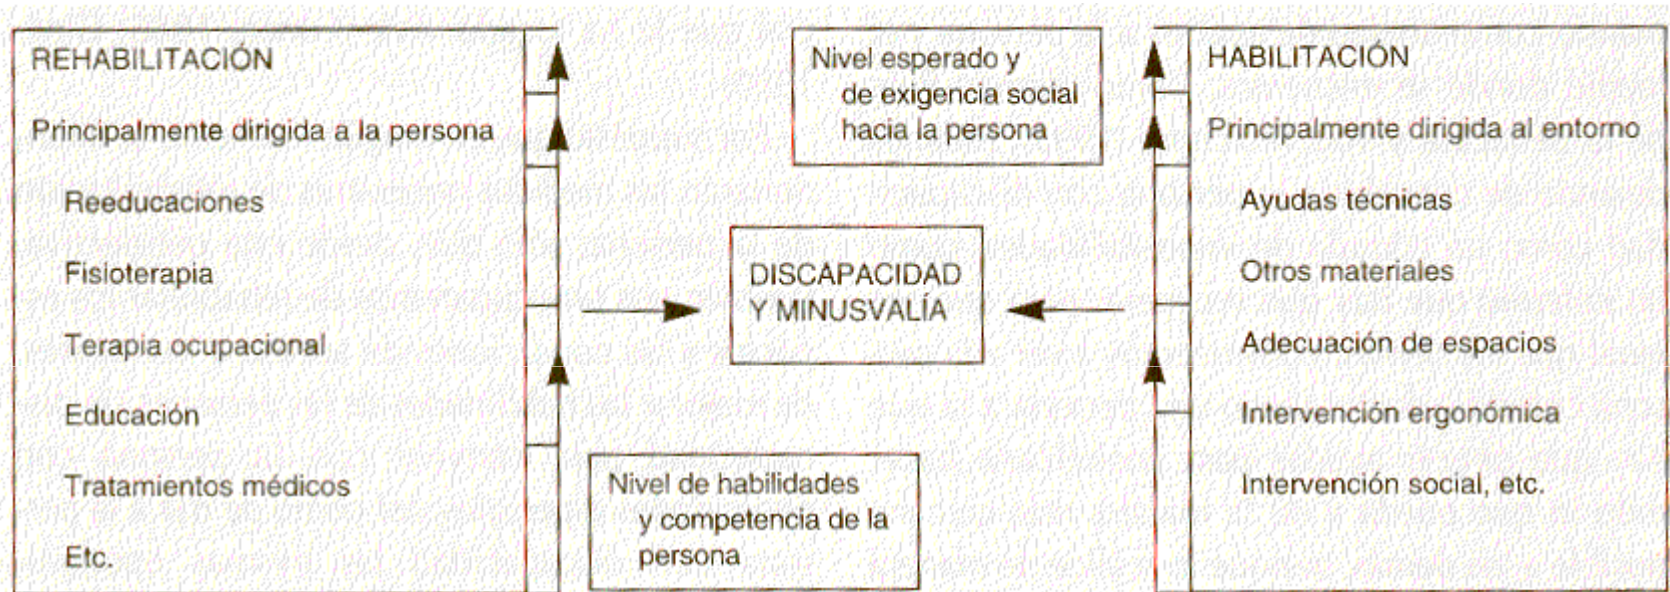 REHABILITACIÓN
Principalmente dirigida a la persona
Reeducaciones
Fisioterapia
Terapia ocupacional
Educación
Tratamientos médicos
Etc.
Nivel esperado y
de exigencia social
hacia la persona
DISCAPACIDAD
Y MINUSVALÍA
Nivel de habilidades
y competencia de la
persona
HABILITACIÓN
Principalmente dirigida al entorno
Ayudas técnicas
Otros materiales
Adecuación de espacios
Intervención ergonómica
Intervención social, etc.